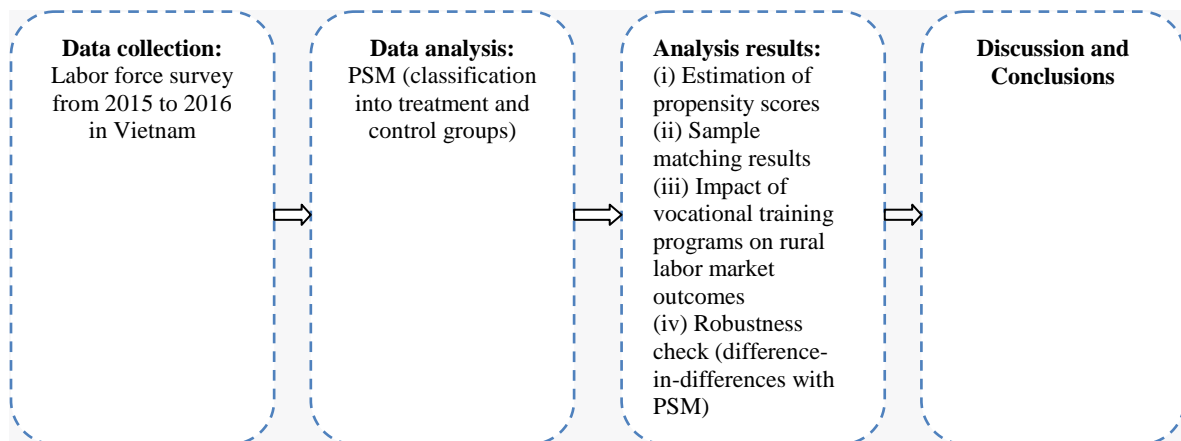 Data collection:
Labor force survey
from 2015 to 2016
in Vietnam
Data analysis:
PSM (classification
into treatment and
control groups)
Analysis results:
(i) Estimation of
propensity scores
(ii) Sample
matching results
(iii) Impact of
vocational training
programs on rural
labor market
outcomes
(iv) Robustness
check (difference-
in-differences with
PSM)
Discussion and
Conclusions